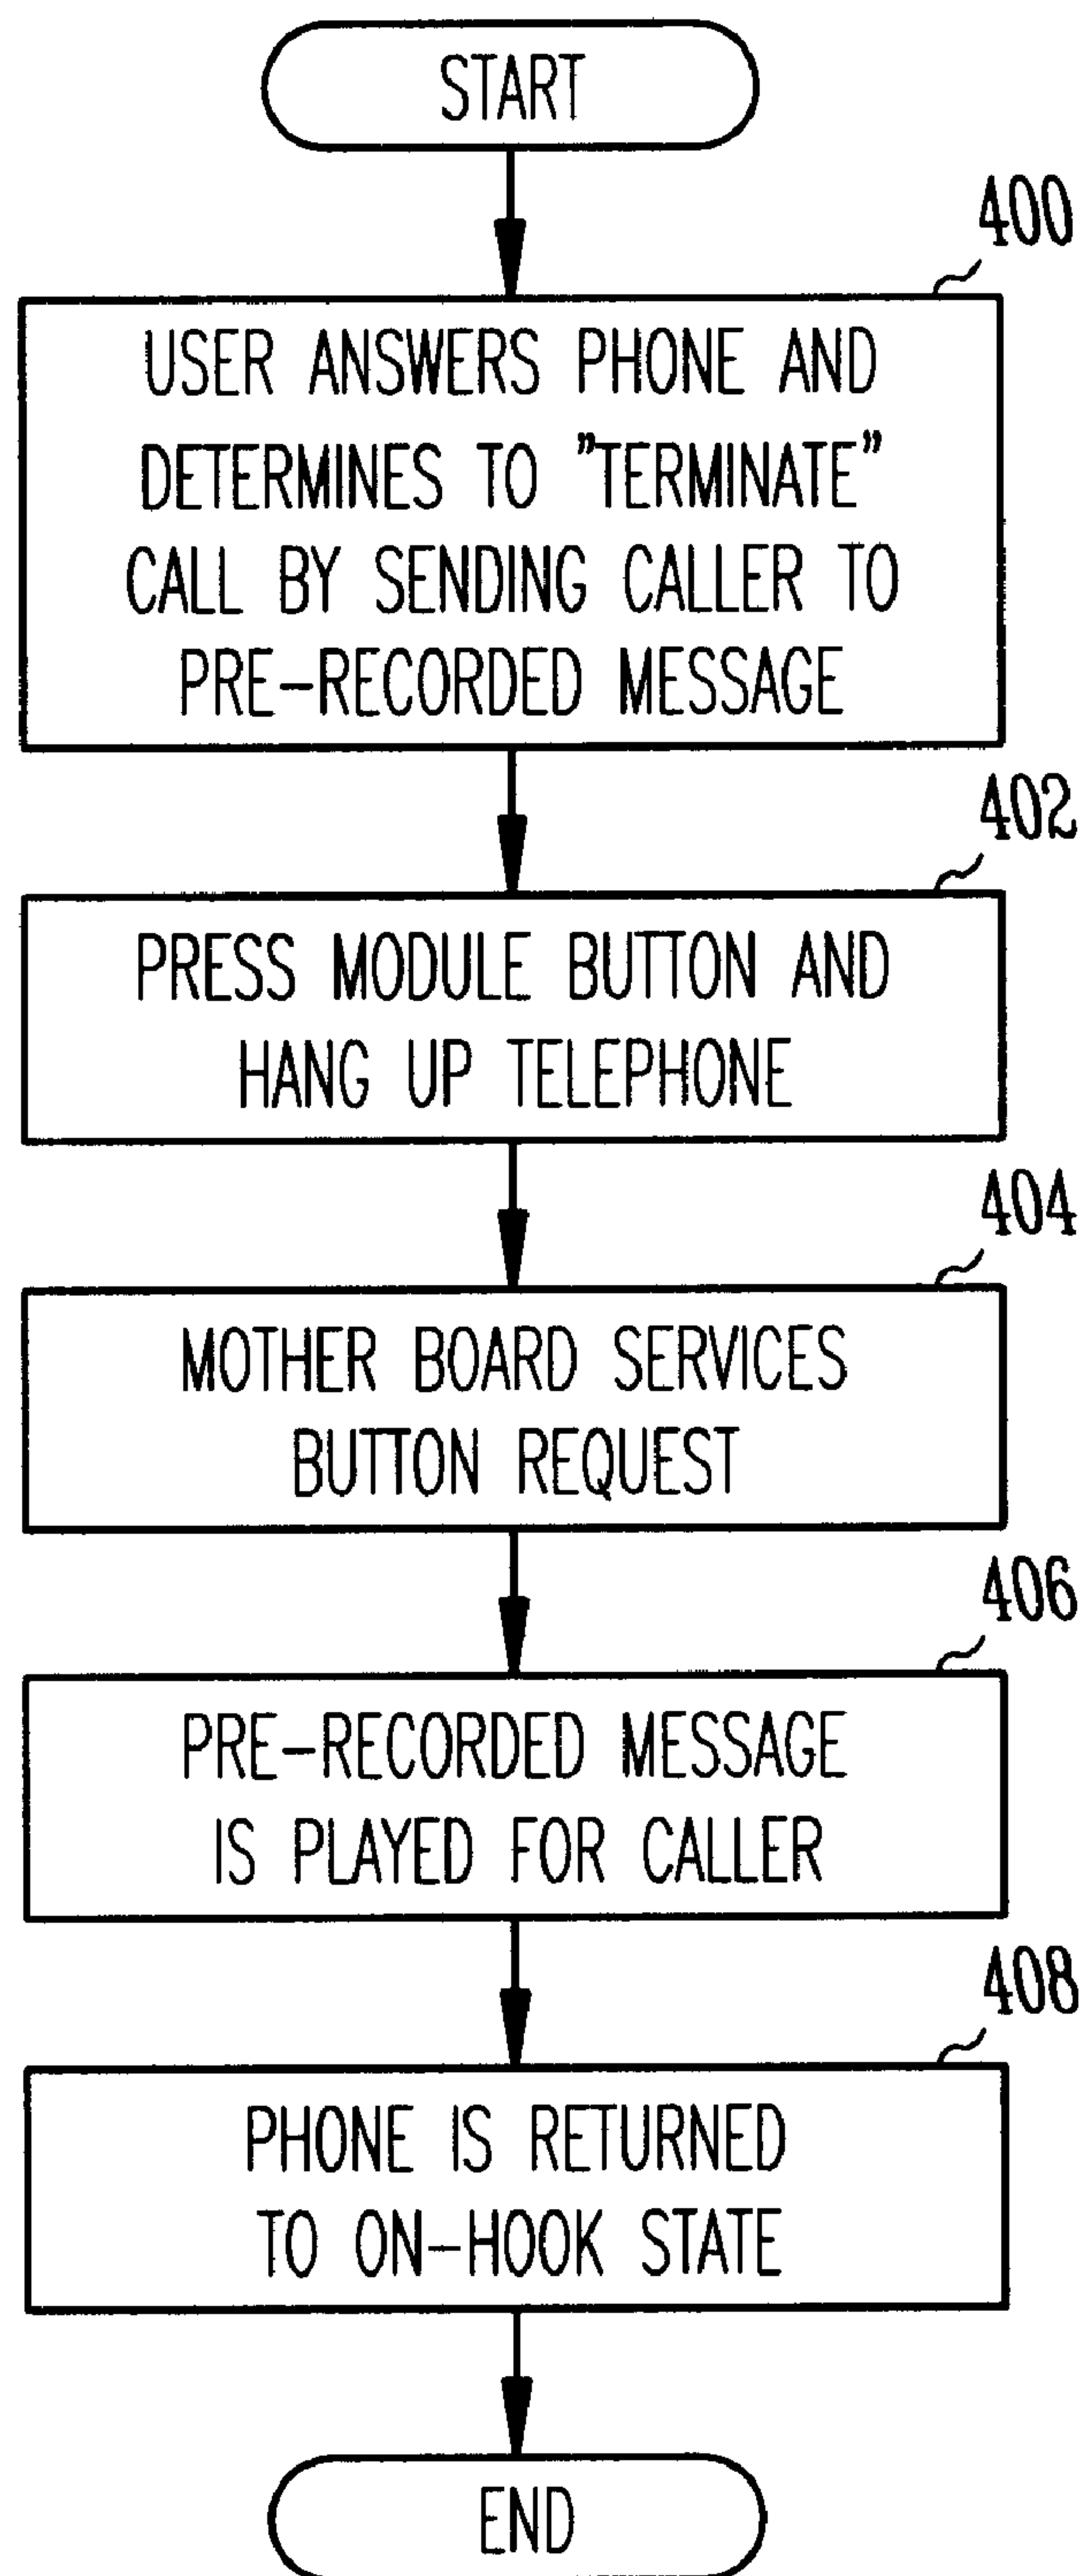 START
400
USER ANSWERS PHONE AND
DETERMINES TO "TERMINATE"
CALL BY SENDING CALLER TO
PRE-RECORDED MESSAGE
402
PRESS MODULE BUTTON AND
HANG UP TELEPHONE
404
MOTHER BOARD SERVICES
BUTTON REQUEST
406
PRE-RECORDED MESSAGE
IS PLAYED FOR CALLER
408
PHONE IS RETURNED
TO ON-HOOK STATE
END